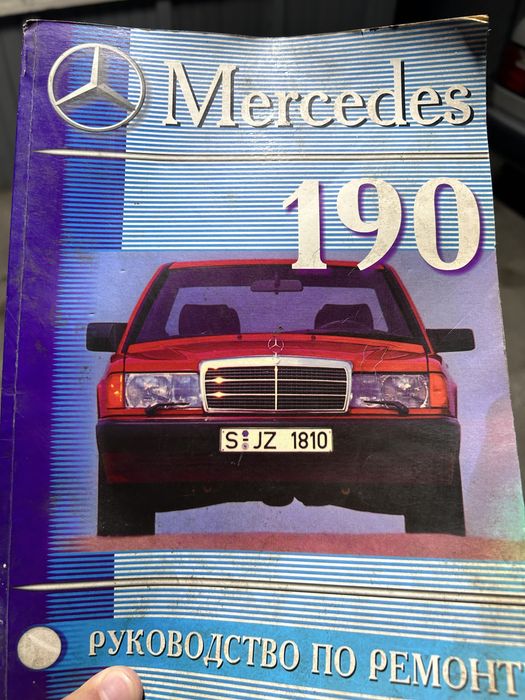 Mercedes
190
S JZ 1810
РУКОВОДСТВО ПО РЕМОНТ